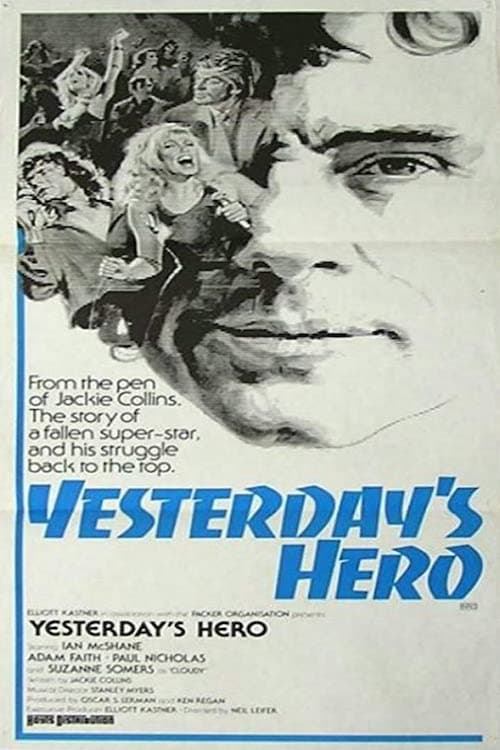 From the pen
of Jackie Collins.
The story of
a fallen super-star,
and his struggle
back to the top.
YESTERDAY'S
HERO
ELLIOTT KASTNER in association with the PACKER ORGANISATION presents
YESTERDAY'S HERO
Starring IAN McSHANE
ADAM FAITH · PAUL NICHOLAS
and SUZANNE SOMERS as "CLOUDY"
Written by JACKIE COLLINS
Musical Director STANLEY MYERS
Produced by OSCAR S. LERMAN and KEN REGAN
Executive Producer ELLIOTT KASTNER · Directed by NEIL LEIFER